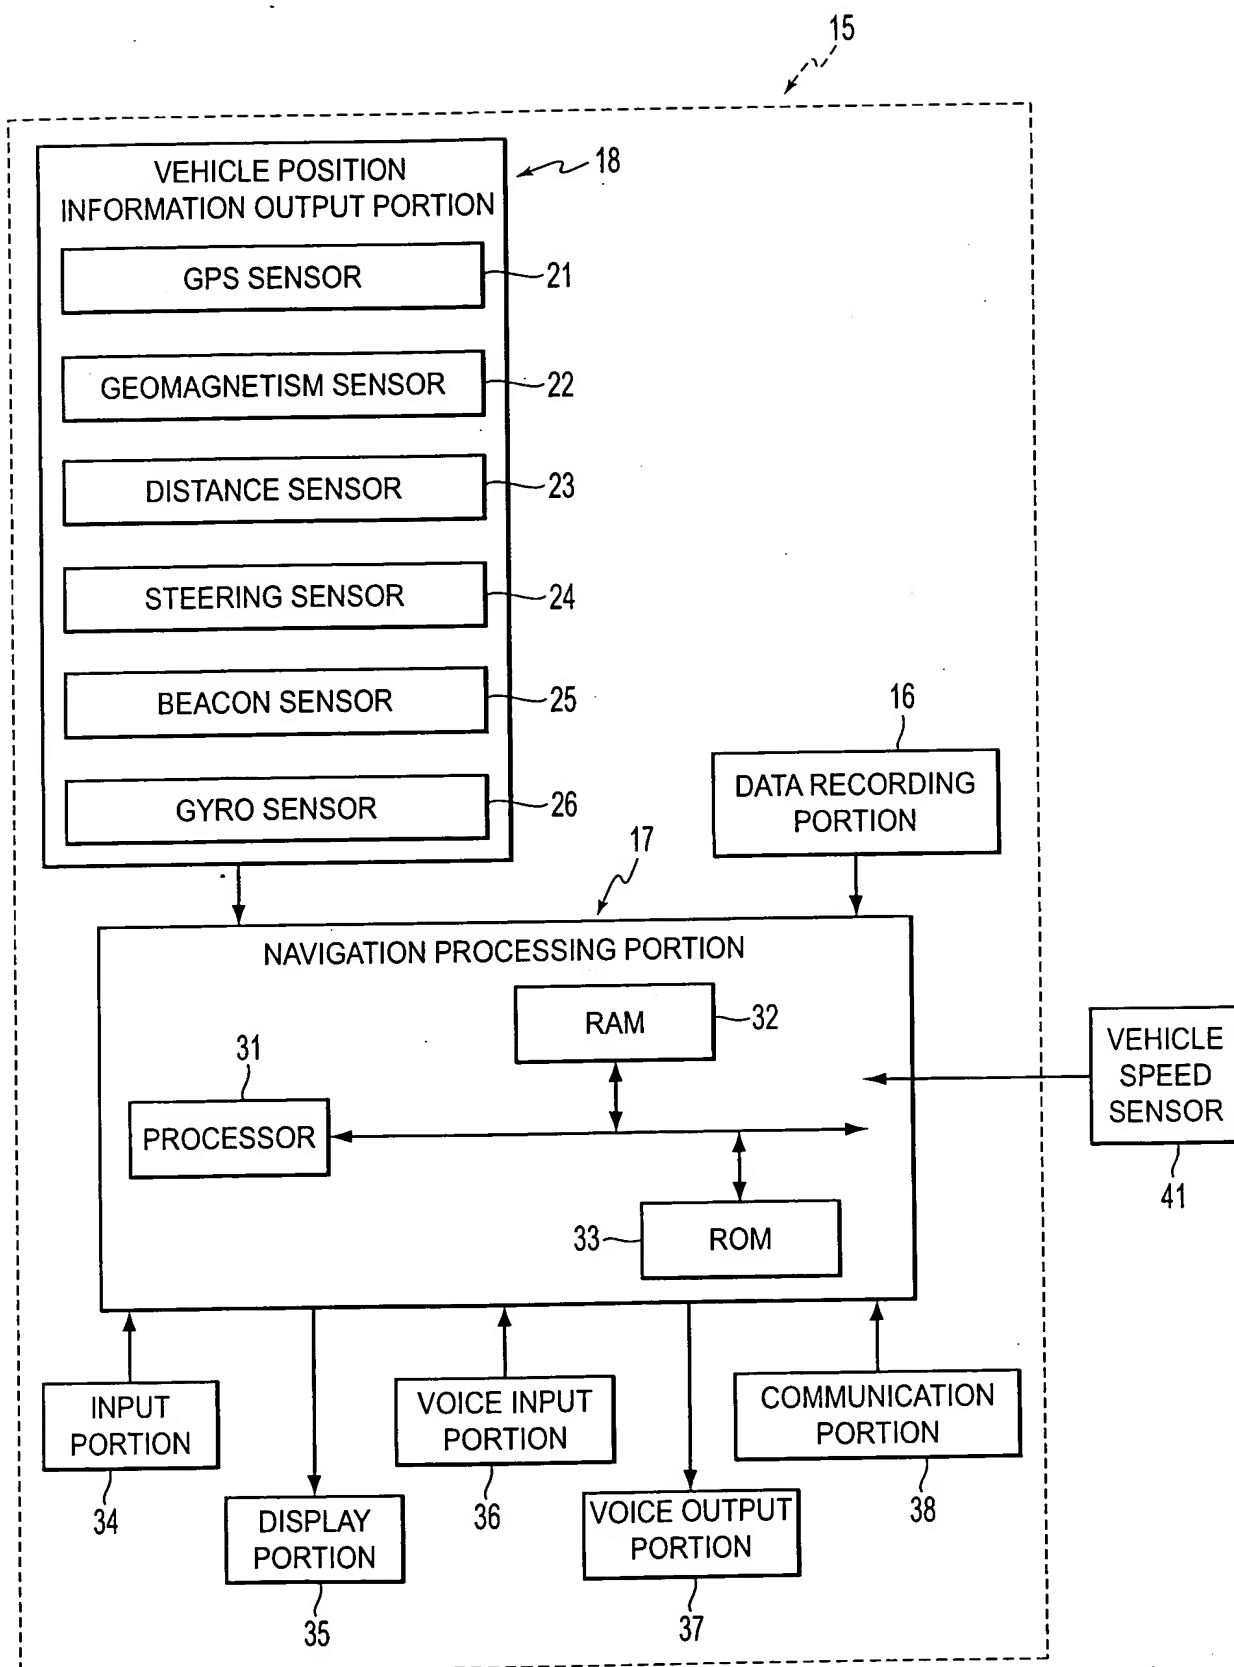 15
VEHICLE POSITION
INFORMATION OUTPUT PORTION
18
GPS SENSOR
21
GEOMAGNETISM SENSOR
22
DISTANCE SENSOR
23
STEERING SENSOR
24
BEACON SENSOR
25
GYRO SENSOR
26
16
DATA RECORDING
PORTION
17
NAVIGATION PROCESSING PORTION
RAM
32
31
PROCESSOR
33
ROM
VEHICLE
SPEED
SENSOR
41
INPUT
PORTION
34
DISPLAY
PORTION
35
VOICE INPUT
PORTION
36
VOICE OUTPUT
PORTION
37
COMMUNICATION
PORTION
38